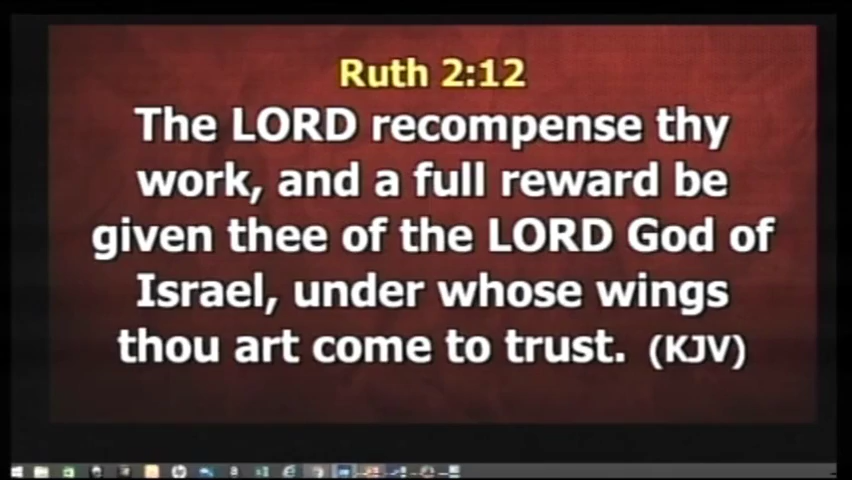 Ruth 2:12
The LORD recompense thy
work, and a full reward be
given thee of the LORD God of
Israel, under whose wings
thou art come to trust. (KJV)